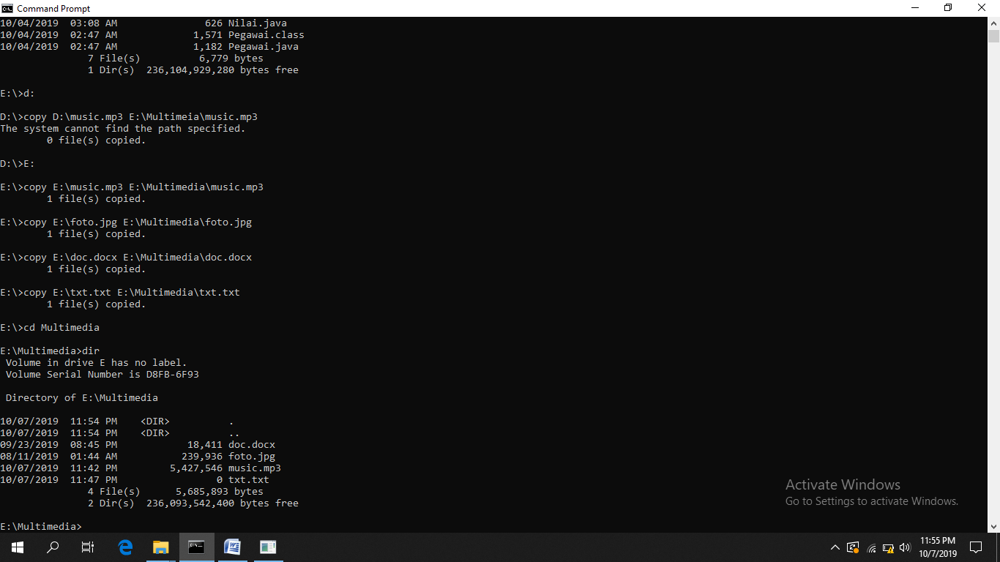 Command Prompt
10/04/2019  03:08 AM               626 Nilai.java
10/04/2019  02:47 AM             1,571 Pegawai.class
10/04/2019  02:47 AM             1,182 Pegawai.java
               7 File(s)          6,779 bytes
               1 Dir(s)  236,104,929,280 bytes free
E:\>d:
D:\>copy D:\music.mp3 E:\Multimeia\music.mp3
The system cannot find the path specified.
        0 file(s) copied.
D:\>E:
E:\>copy E:\music.mp3 E:\Multimedia\music.mp3
        1 file(s) copied.
E:\>copy E:\foto.jpg E:\Multimedia\foto.jpg
        1 file(s) copied.
E:\>copy E:\doc.docx E:\Multimedia\doc.docx
        1 file(s) copied.
E:\>copy E:\txt.txt E:\Multimedia\txt.txt
        1 file(s) copied.
E:\>cd Multimedia
E:\Multimedia>dir
 Volume in drive E has no label.
 Volume Serial Number is D8FB-6F93
 Directory of E:\Multimedia
10/07/2019  11:54 PM    <DIR>          .
10/07/2019  11:54 PM    <DIR>          ..
09/23/2019  08:45 PM            18,411 doc.docx
08/11/2019  01:44 AM           239,936 foto.jpg
10/07/2019  11:42 PM         5,427,546 music.mp3
10/07/2019  11:47 PM                 0 txt.txt
               4 File(s)      5,685,893 bytes
               2 Dir(s)  236,093,542,400 bytes free
E:\Multimedia>
Activate Windows
Go to Settings to activate Windows.
11:55 PM
10/7/2019